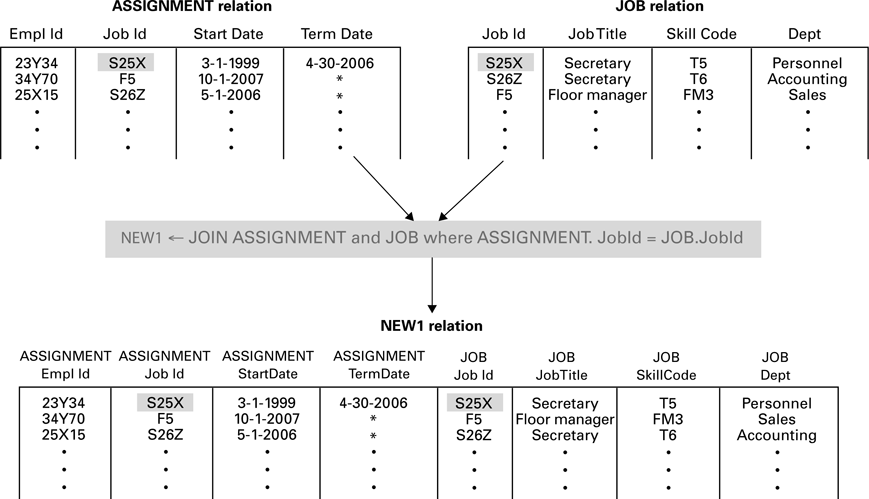 ASSIGNMENT relation
Empl Id Job Id Start Date Term Date
23Y34 S25X 3-1-1999 4-30-2006
34Y70 F5 10-1-2007 *
25X15 S26Z 5-1-2006 *
JOB relation
Job Id Job Title Skill Code Dept
S25X Secretary T5 Personnel
S26Z Secretary T6 Accounting
F5 Floor manager FM3 Sales
NEW1 ← JOIN ASSIGNMENT and JOB where ASSIGNMENT. JobId = JOB.JobId
NEW1 relation
ASSIGNMENT ASSIGNMENT ASSIGNMENT ASSIGNMENT JOB JOB JOB JOB
Empl Id Job Id StartDate TermDate Job Id JobTitle SkillCode Dept
23Y34 S25X 3-1-1999 4-30-2006 S25X Secretary T5 Personnel
34Y70 F5 10-1-2007 * F5 Floor manager FM3 Sales
25X15 S26Z 5-1-2006 * S26Z Secretary T6 Accounting